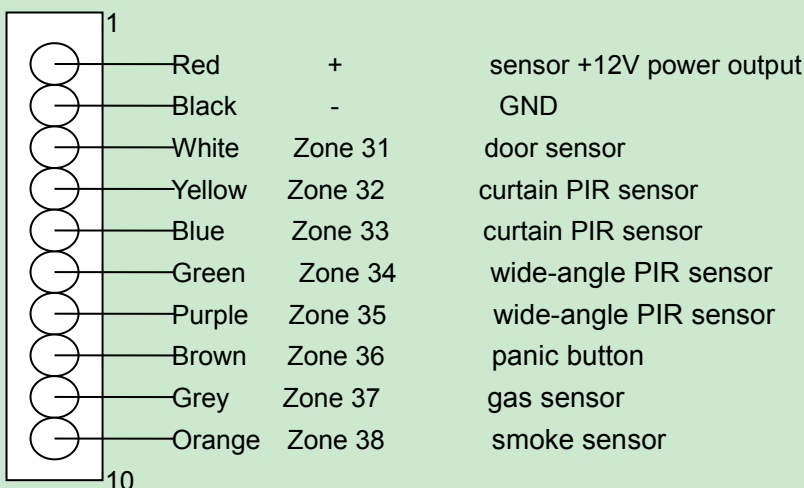 1
Red + sensor +12V power output
Black - GND
White Zone 31 door sensor
Yellow Zone 32 curtain PIR sensor
Blue Zone 33 curtain PIR sensor
Green Zone 34 wide-angle PIR sensor
Purple Zone 35 wide-angle PIR sensor
Brown Zone 36 panic button
Grey Zone 37 gas sensor
Orange Zone 38 smoke sensor
10